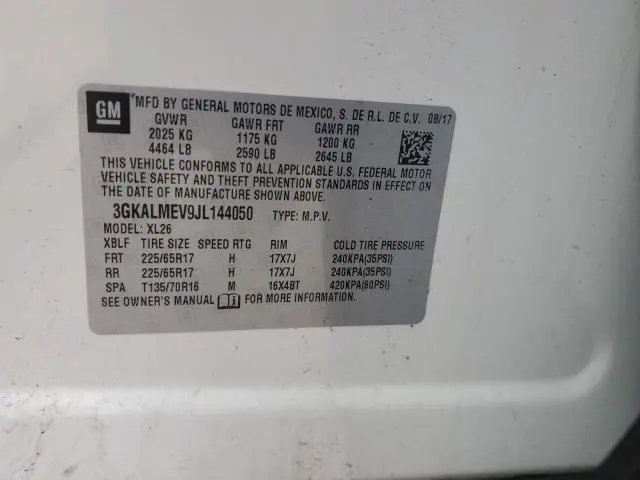 GM *MFD BY GENERAL MOTORS DE MEXICO, S. DE R.L. DE C.V. 08/17
GVWR GAWR FRT GAWR RR
2025 KG 1175 KG 1200 KG
4464 LB 2590 LB 2645 LB
THIS VEHICLE CONFORMS TO ALL APPLICABLE U.S. FEDERAL MOTOR
VEHICLE SAFETY AND THEFT PREVENTION STANDARDS IN EFFECT ON
THE DATE OF MANUFACTURE SHOWN ABOVE.
3GKALMEV9JL144050 TYPE: M.P.V.
MODEL: XL26
XBLF TIRE SIZE SPEED RTG RIM COLD TIRE PRESSURE
FRT 225/65R17 H 17X7J 240KPA(35PSI)
RR 225/65R17 H 17X7J 240KPA(35PSI)
SPA T135/70R16 M 16X4BT 420KPA(60PSI)
SEE OWNER'S MANUAL FOR MORE INFORMATION.